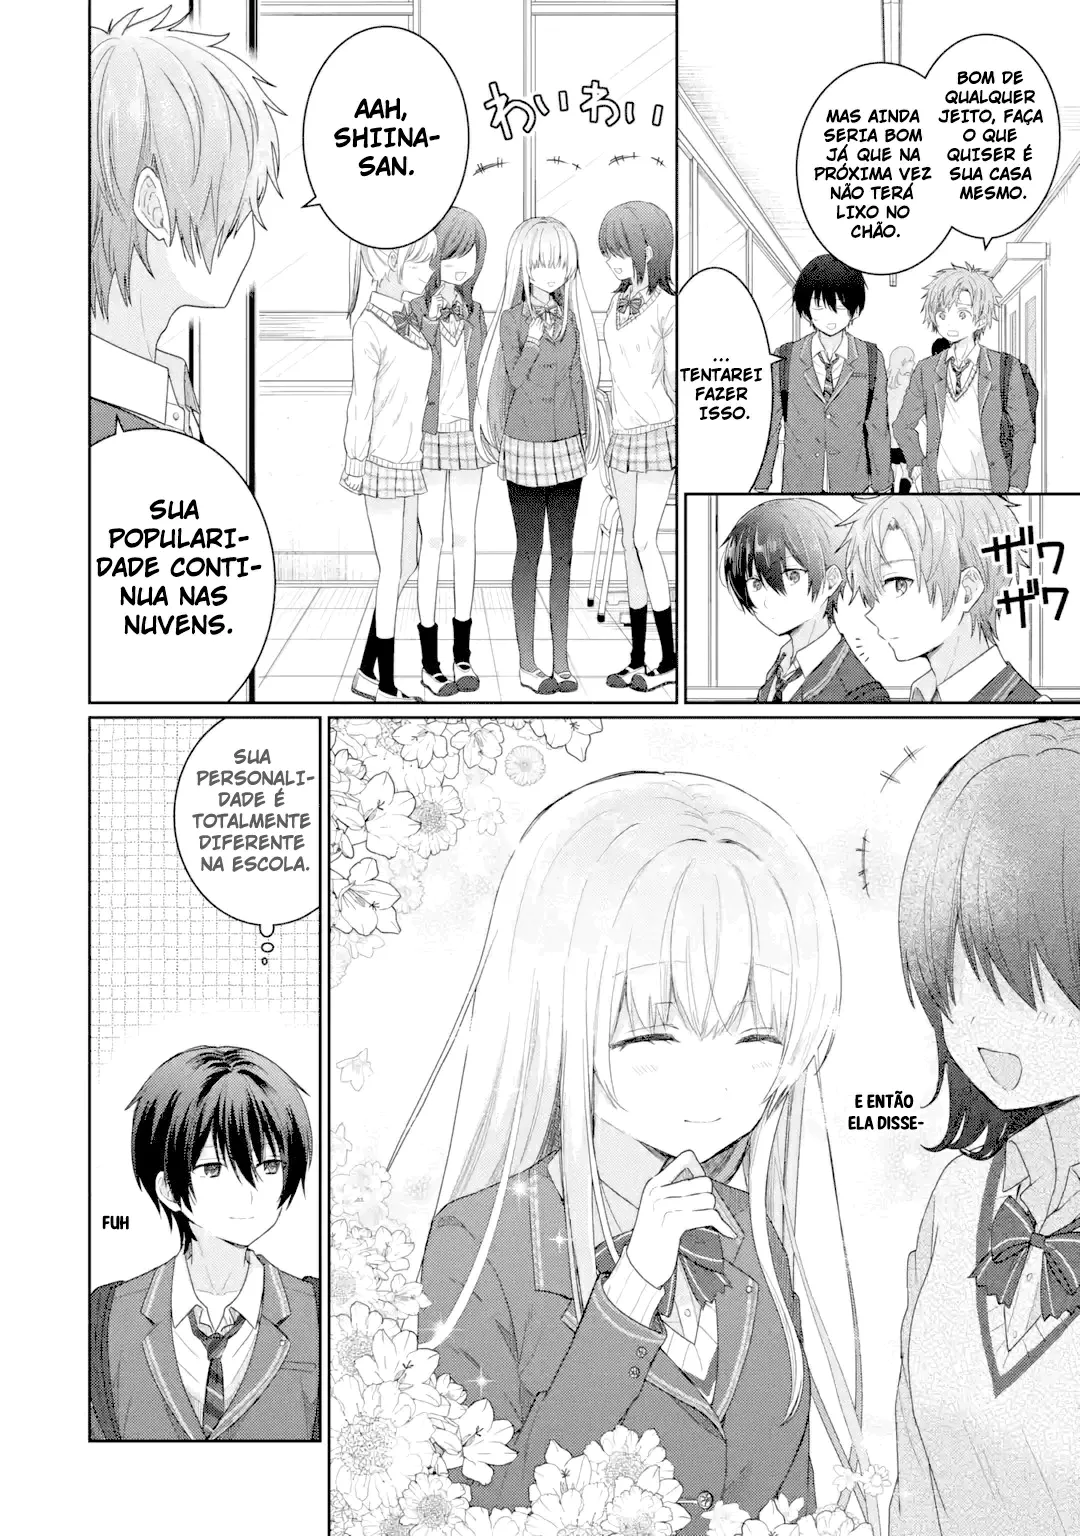 BOM DE
QUALQUER
JEITO, FAÇA
O QUE
QUISER É
SUA CASA
MESMO.
MAS AINDA
SERIA BOM
JÁ QUE NA
PRÓXIMA VEZ
NÃO TERÁ
LIXO NO
CHÃO.
...
TENTAREI
FAZER
ISSO.
ザワ
ザワ
わいわい
AAH,
SHIINA-
SAN.
SUA
POPULARI-
DADE CONTI-
NUA NAS
NUVENS.
E ENTÃO
ELA DISSE-
SUA
PERSONALI-
DADE É
TOTALMENTE
DIFERENTE
NA ESCOLA.
FUH